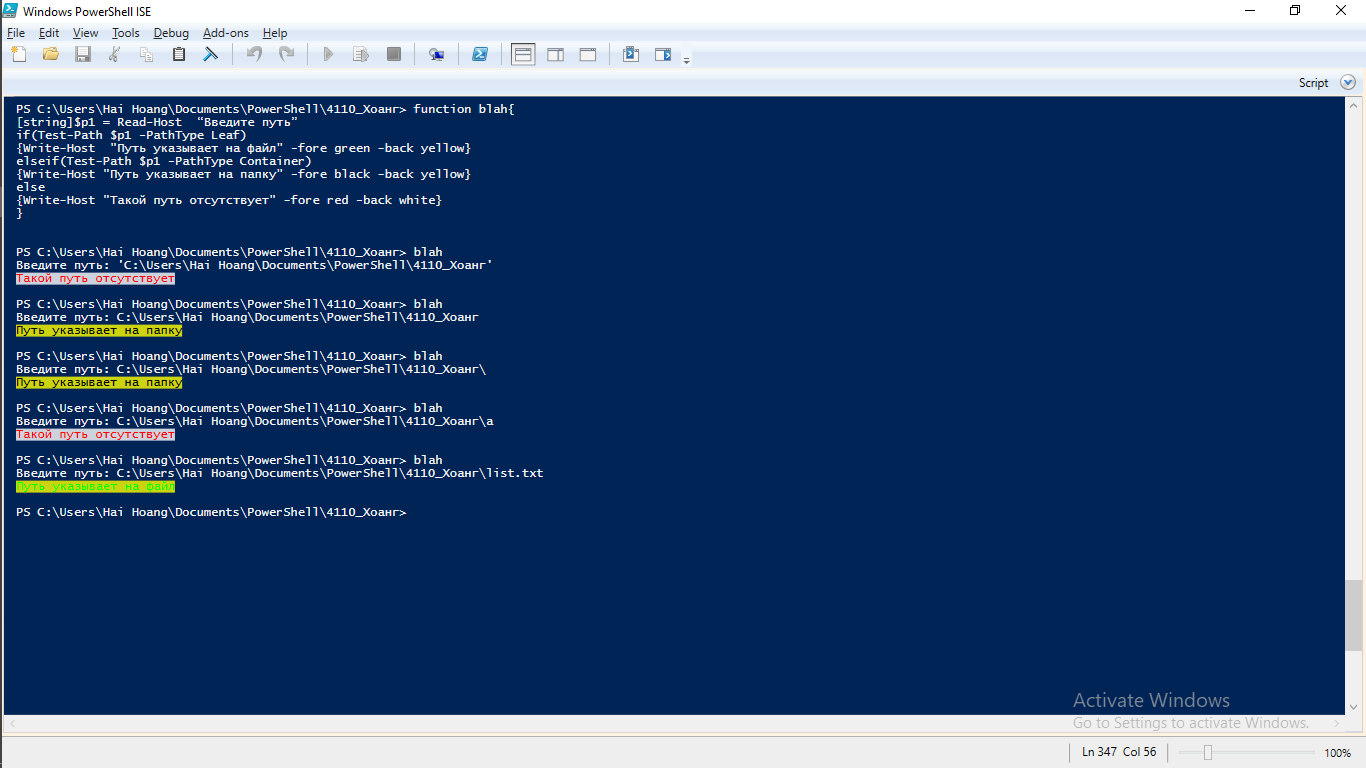 Windows PowerShell ISE
File Edit View Tools Debug Add-ons Help
Script
PS C:\Users\Hai Hoang\Documents\PowerShell\4110_Хоанг> function blah{
[string]$p1 = Read-Host  “Введите путь”
if(Test-Path $p1 -PathType Leaf)
{Write-Host  "Путь указывает на файл" -fore green -back yellow}
elseif(Test-Path $p1 -PathType Container)
{Write-Host "Путь указывает на папку" -fore black -back yellow}
else
{Write-Host "Такой путь отсутствует" -fore red -back white}
}
PS C:\Users\Hai Hoang\Documents\PowerShell\4110_Хоанг> blah
Введите путь: 'C:\Users\Hai Hoang\Documents\PowerShell\4110_Хоанг'
Такой путь отсутствует
PS C:\Users\Hai Hoang\Documents\PowerShell\4110_Хоанг> blah
Введите путь: C:\Users\Hai Hoang\Documents\PowerShell\4110_Хоанг
Путь указывает на папку
PS C:\Users\Hai Hoang\Documents\PowerShell\4110_Хоанг> blah
Введите путь: C:\Users\Hai Hoang\Documents\PowerShell\4110_Хоанг\
Путь указывает на папку
PS C:\Users\Hai Hoang\Documents\PowerShell\4110_Хоанг> blah
Введите путь: C:\Users\Hai Hoang\Documents\PowerShell\4110_Хоанг\a
Такой путь отсутствует
PS C:\Users\Hai Hoang\Documents\PowerShell\4110_Хоанг> blah
Введите путь: C:\Users\Hai Hoang\Documents\PowerShell\4110_Хоанг\list.txt
Путь указывает на файл
PS C:\Users\Hai Hoang\Documents\PowerShell\4110_Хоанг>
Activate Windows
Go to Settings to activate Windows.
Ln 347 Col 56
100%